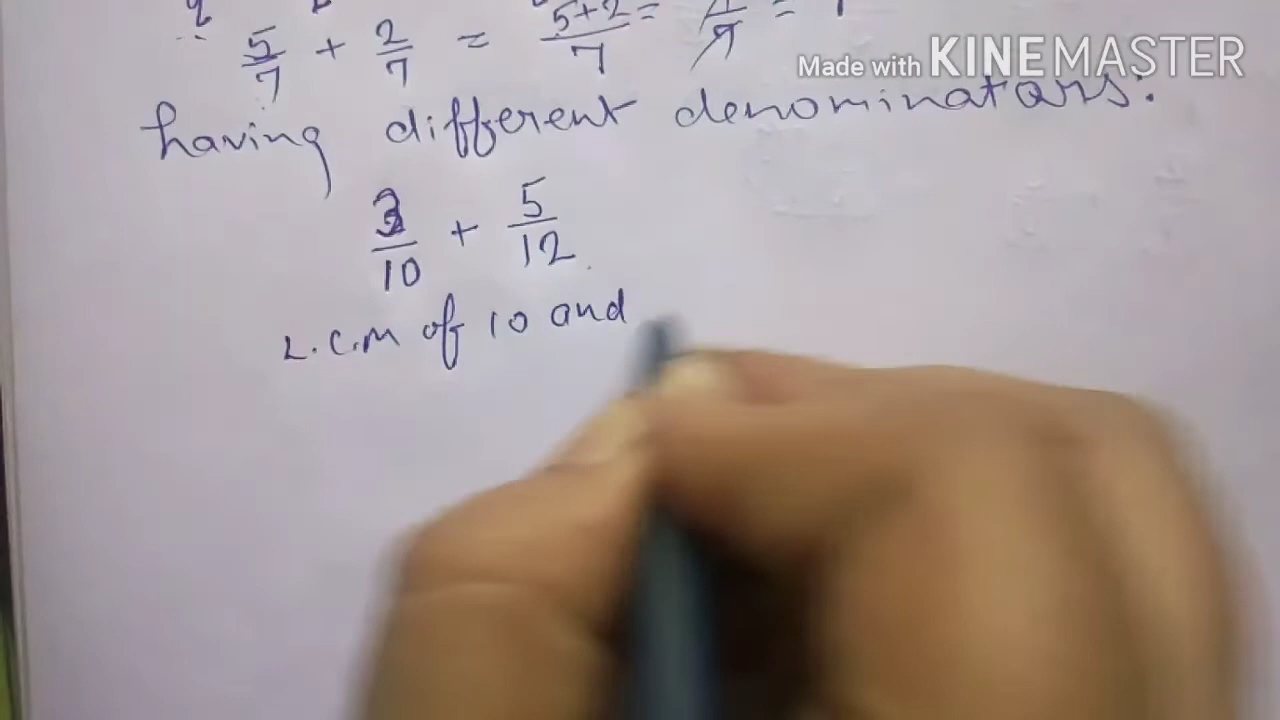 5/7 + 2/7 = 5+2/7 = =
Made with KINEMASTER
having different denominators:
3/10 + 5/12
L.C.M of 10 and